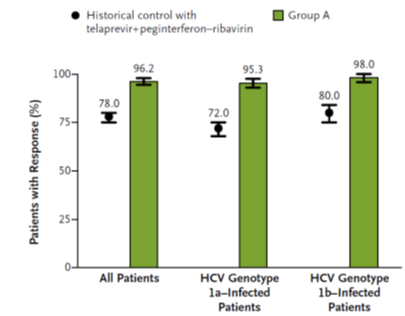 Historical control with
telaprevir+peginterferon–ribavirin
Group A
Patients with Response (%)
100
75
50
25
0
78.0
96.2
72.0
95.3
80.0
98.0
All Patients
HCV Genotype
1a–Infected
Patients
HCV Genotype
1b–Infected
Patients